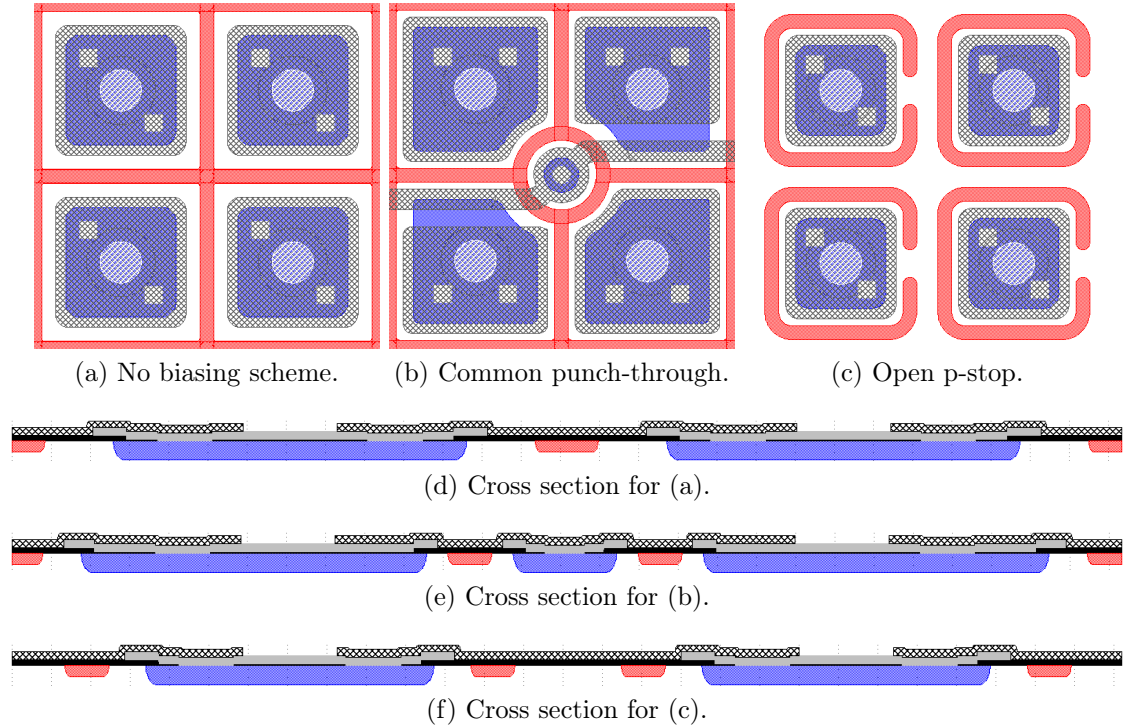 (a) No biasing scheme.
(b) Common punch-through.
(c) Open p-stop.
(d) Cross section for (a).
(e) Cross section for (b).
(f) Cross section for (c).